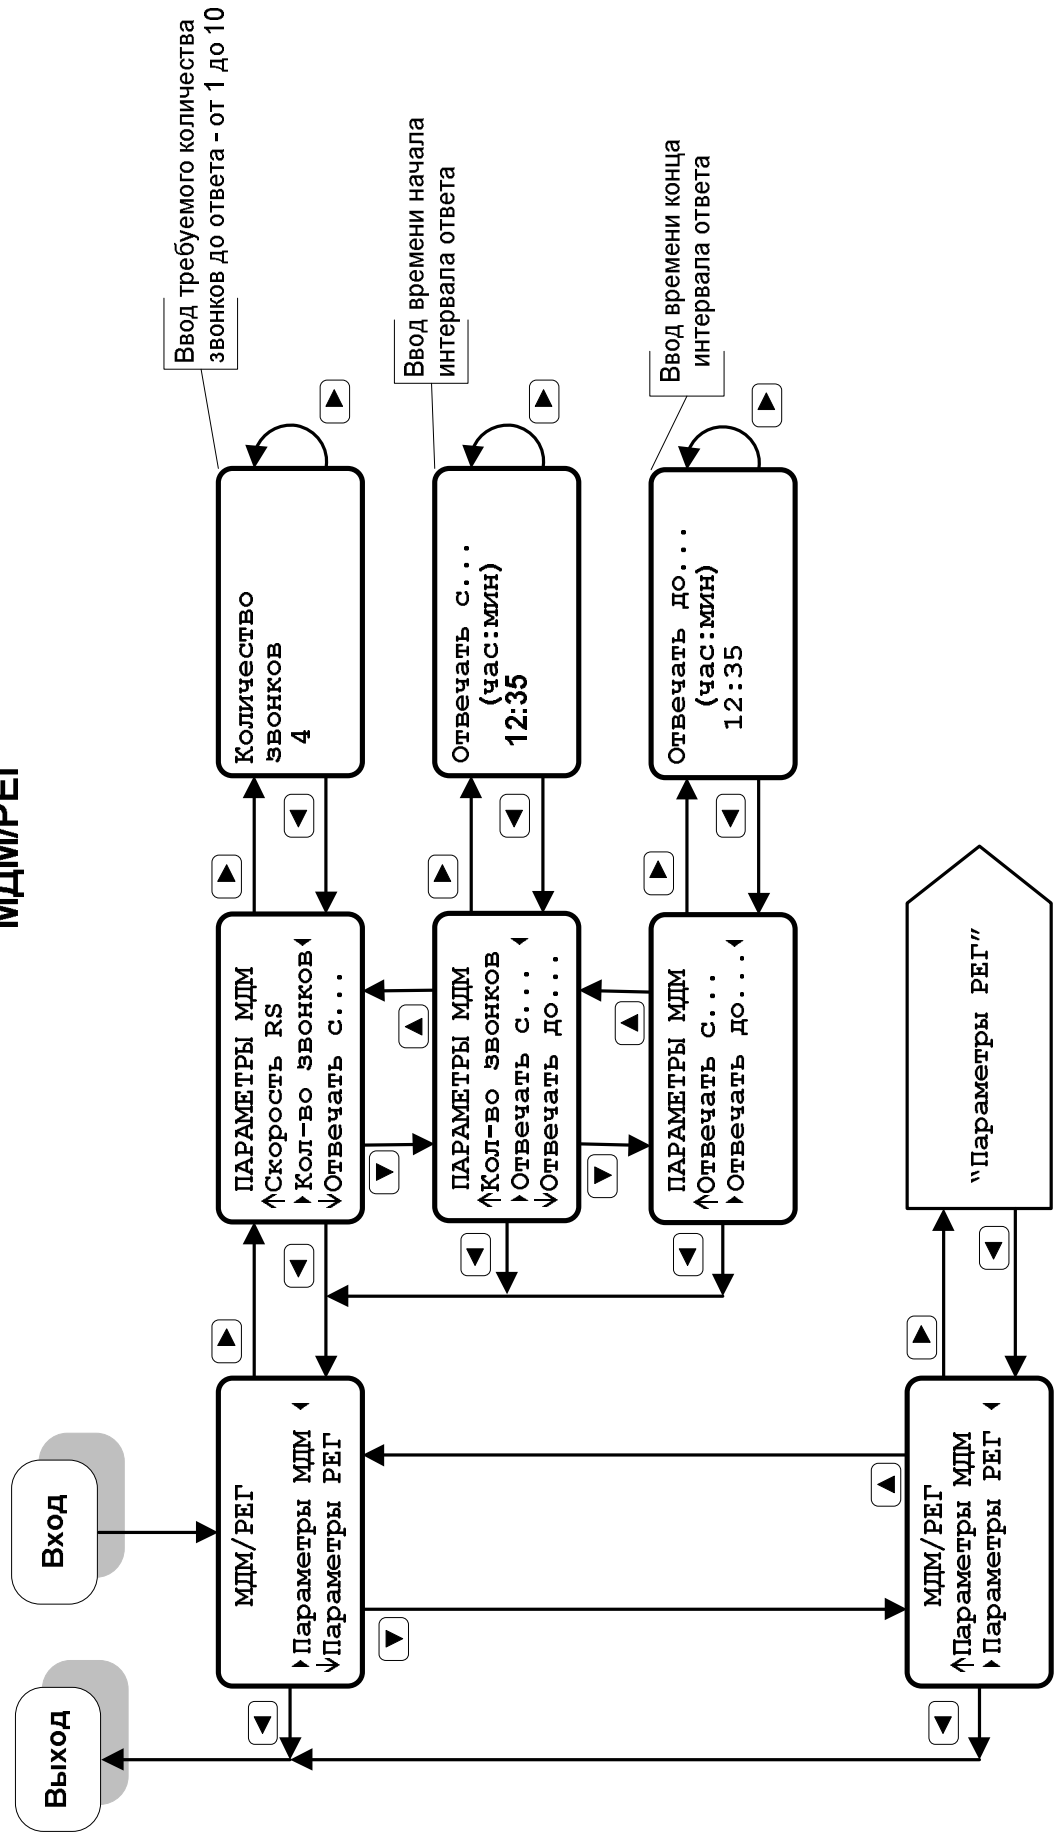 МДМ/РЕГ
Выход
Вход
МДМ/РЕГ
Параметры МДМ
↓Параметры РЕГ
ПАРАМЕТРЫ МДМ
↑Скорость RS
Кол-во звонков
↓Отвечать с...
Количество
звонков
4
Ввод требуемого количества
звонков до ответа - от 1 до 10
ПАРАМЕТРЫ МДМ
↑Кол-во звонков
Отвечать с...
↓Отвечать до...
Отвечать с...
(час:мин)
12:35
Ввод времени начала
интервала ответа
ПАРАМЕТРЫ МДМ
↑Отвечать с...
Отвечать до...
Отвечать до...
(час:мин)
12:35
Ввод времени конца
интервала ответа
МДМ/РЕГ
↑Параметры МДМ
Параметры РЕГ
“Параметры РЕГ”